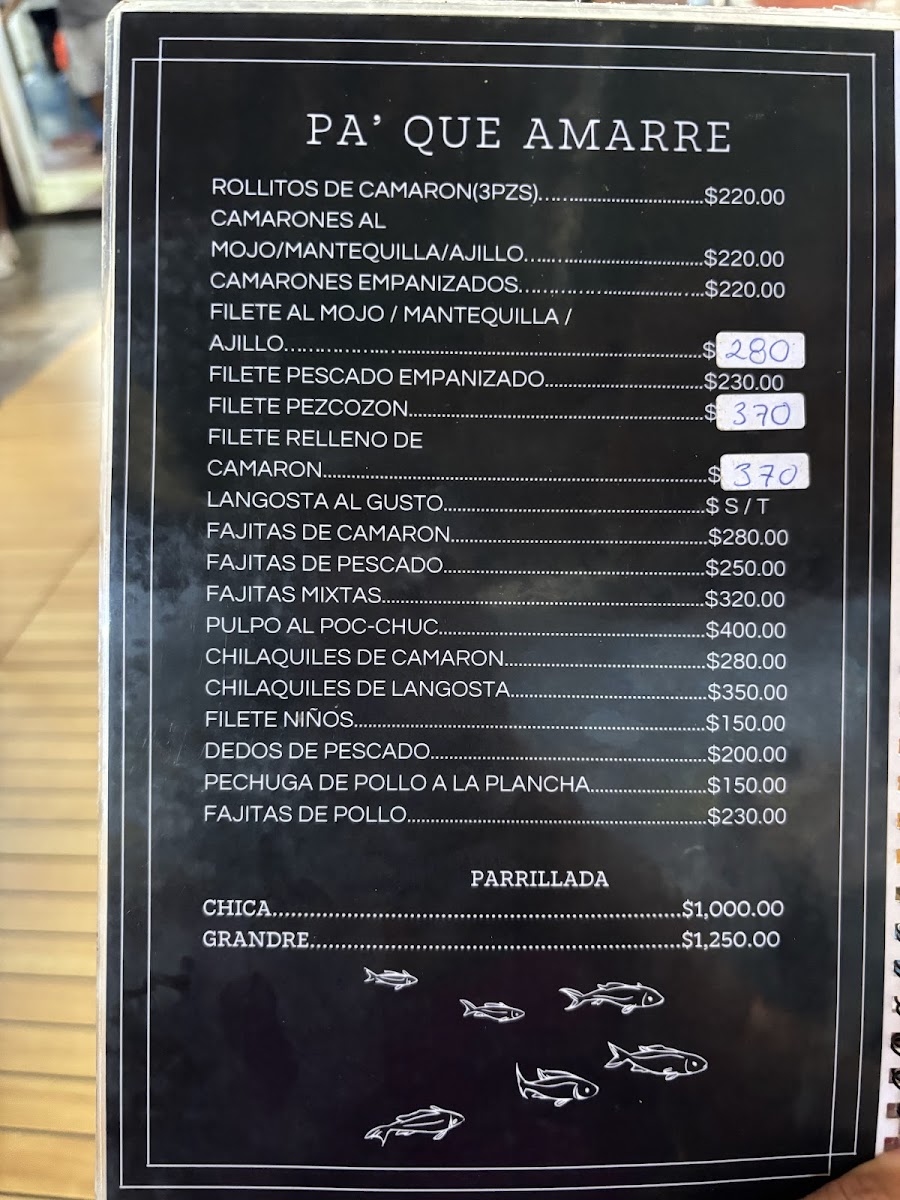 PA' QUE AMARRE
ROLLITOS DE CAMARON(3PZS)..............................$220.00
CAMARONES AL
MOJO/MANTEQUILLA/AJILLO..............................$220.00
CAMARONES EMPANIZADOS..............................$220.00
FILETE AL MOJO / MANTEQUILLA /
AJILLO..............................$ 280
FILETE PESCADO EMPANIZADO..............................$230.00
FILETE PEZCOZON..............................$ 370
FILETE RELLENO DE
CAMARON..............................$ 370
LANGOSTA AL GUSTO..............................$ S / T
FAJITAS DE CAMARON..............................$280.00
FAJITAS DE PESCADO..............................$250.00
FAJITAS MIXTAS..............................$320.00
PULPO AL POC-CHUC..............................$400.00
CHILAQUILES DE CAMARON..............................$280.00
CHILAQUILES DE LANGOSTA..............................$350.00
FILETE NIÑOS..............................$150.00
DEDOS DE PESCADO..............................$200.00
PECHUGA DE POLLO A LA PLANCHA..............................$150.00
FAJITAS DE POLLO..............................$230.00
PARRILLADA
CHICA..............................$1,000.00
GRANDRE..............................$1,250.00